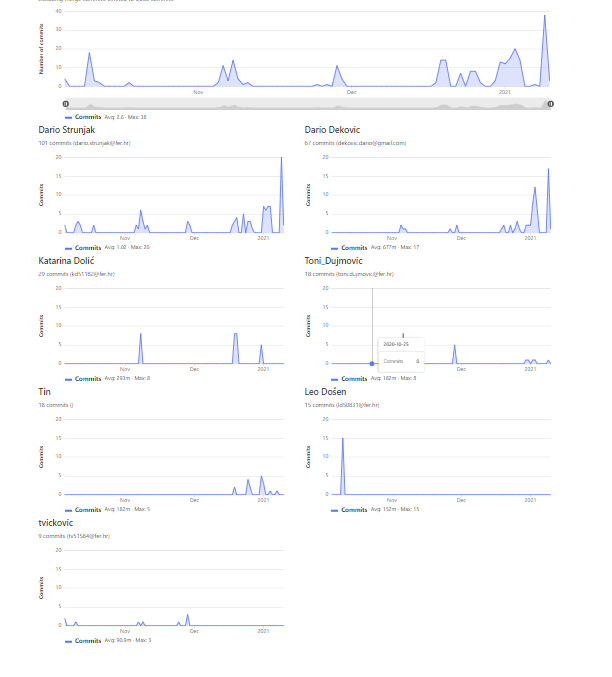 40
30
20
10
0
Number of commits
Nov
Dec
2021
Commits Avg: 2.6 · Max: 38
Dario Strunjak
101 commits (dario.strunjak@fer.hr)
20
15
10
5
0
Commits
Nov
Dec
2021
Commits Avg: 1.02 · Max: 20
Dario Dekovic
67 commits (dekovic.dario@gmail.com)
20
15
10
5
0
Commits
Nov
Dec
2021
Commits Avg: 677m · Max: 17
Katarina Dolić
29 commits (kd51182@fer.hr)
20
15
10
5
0
Commits
Nov
Dec
2021
Commits Avg: 293m · Max: 8
Toni_Dujmovic
18 commits (toni.dujmovic@fer.hr)
20
15
10
5
0
Commits
2020-10-25
Commits 0
Nov
Dec
2021
Commits Avg: 182m · Max: 8
Tin
18 commits ()
20
15
10
5
0
Commits
Nov
Dec
2021
Commits Avg: 182m · Max: 5
Leo Došen
15 commits (ld50831@fer.hr)
20
15
10
5
0
Commits
Nov
Dec
2021
Commits Avg: 152m · Max: 15
tvickovic
9 commits (tv51584@fer.hr)
20
15
10
5
0
Commits
Nov
Dec
2021
Commits Avg: 90.9m · Max: 3